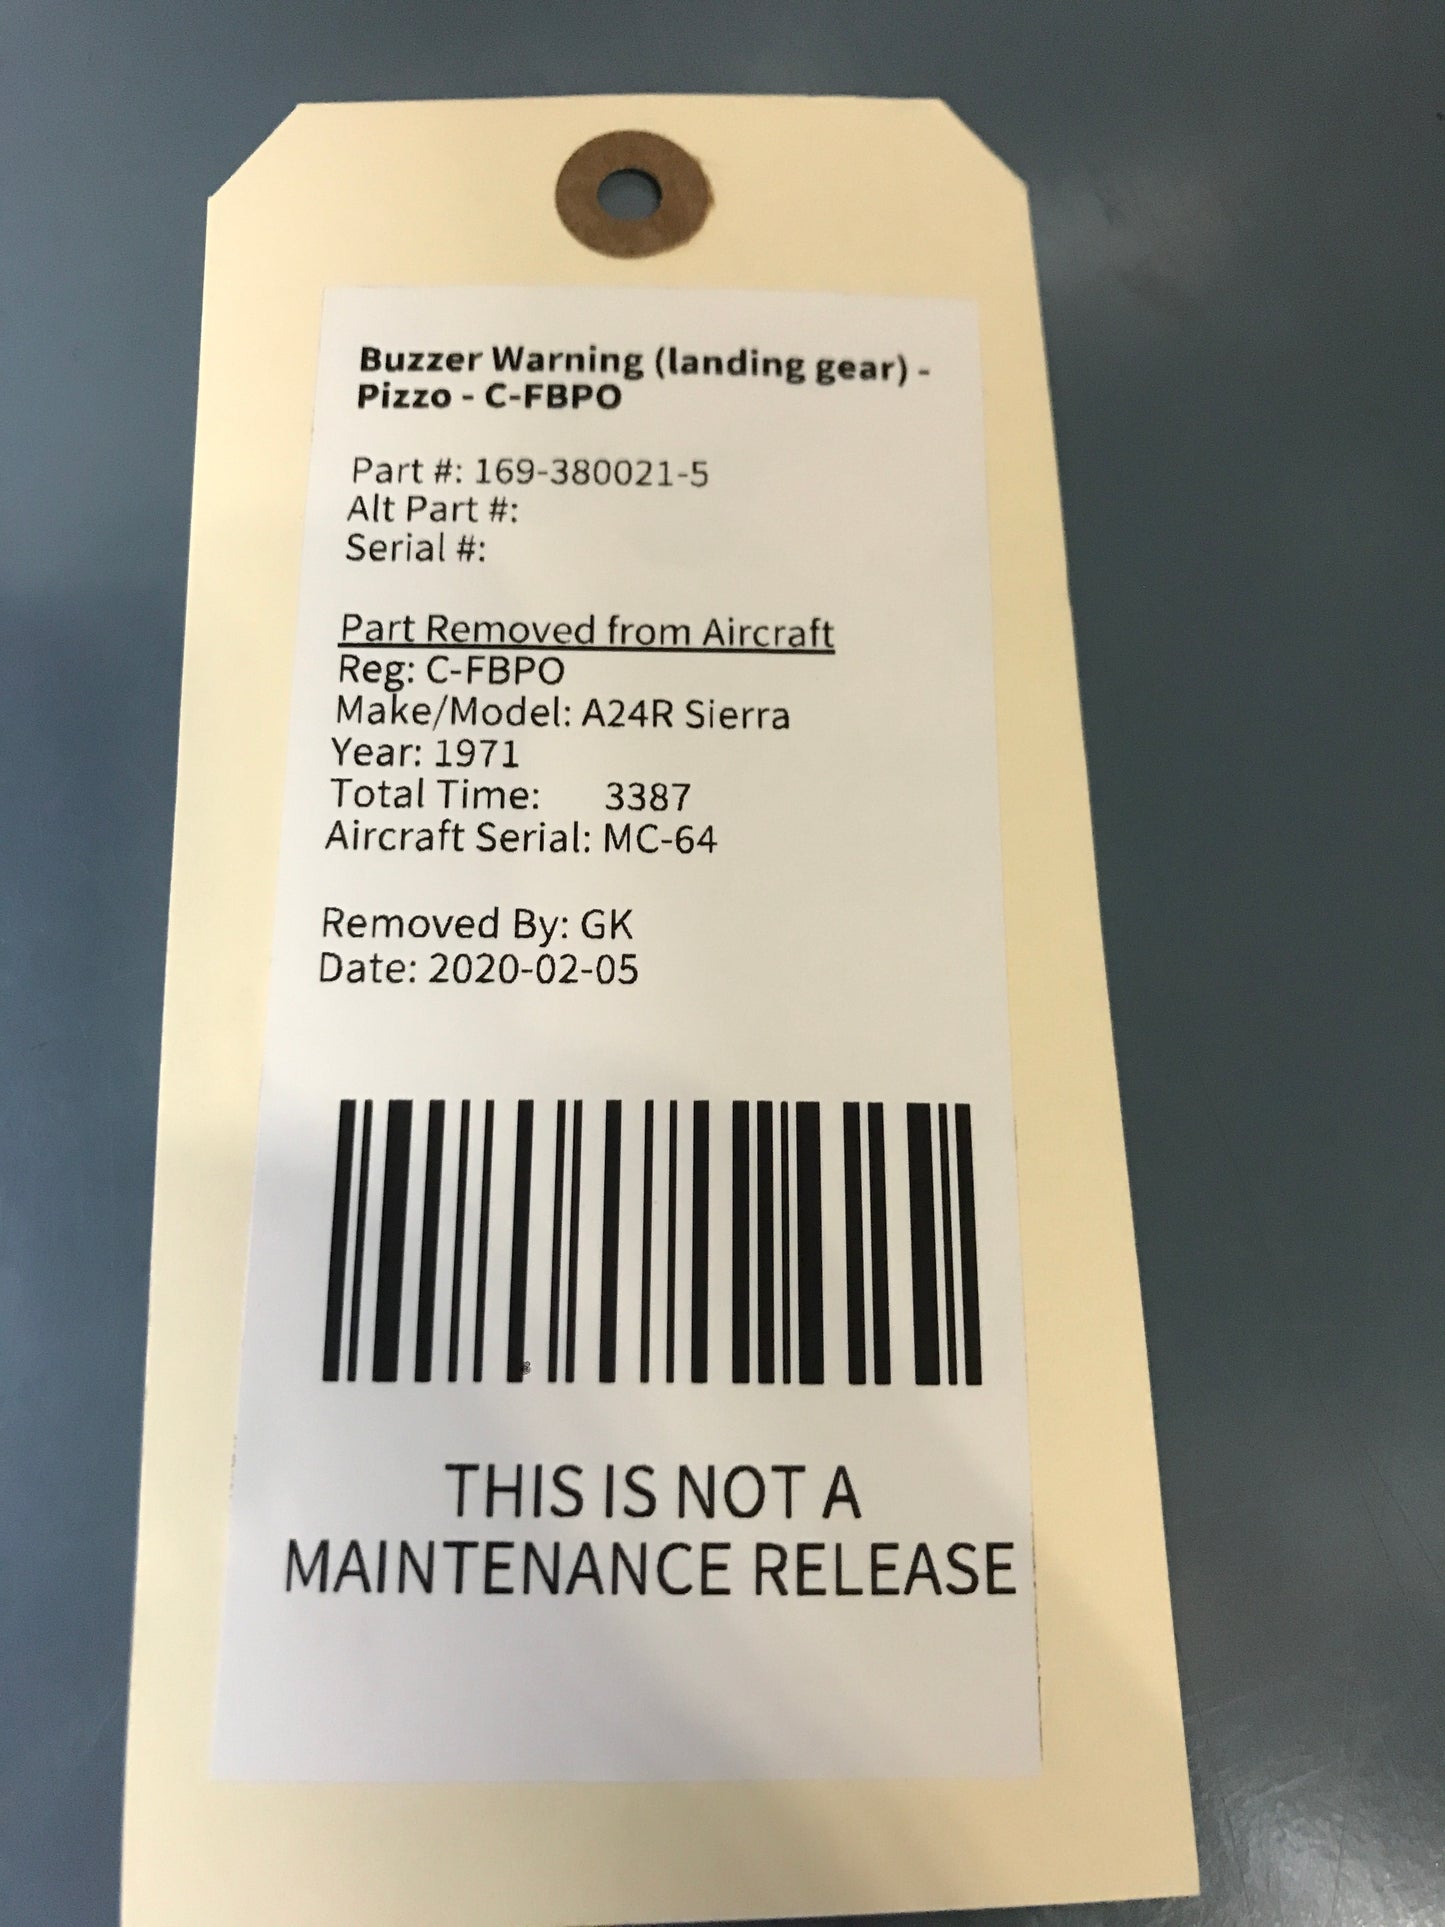 Buzzer Warning (landing gear) -
Pizzo - C-FBPO
Part #: 169-380021-5
Alt Part #:
Serial #:
Part Removed from Aircraft
Reg: C-FBPO
Make/Model: A24R Sierra
Year: 1971
Total Time: 3387
Aircraft Serial: MC-64
Removed By: GK
Date: 2020-02-05
THIS IS NOT A
MAINTENANCE RELEASE